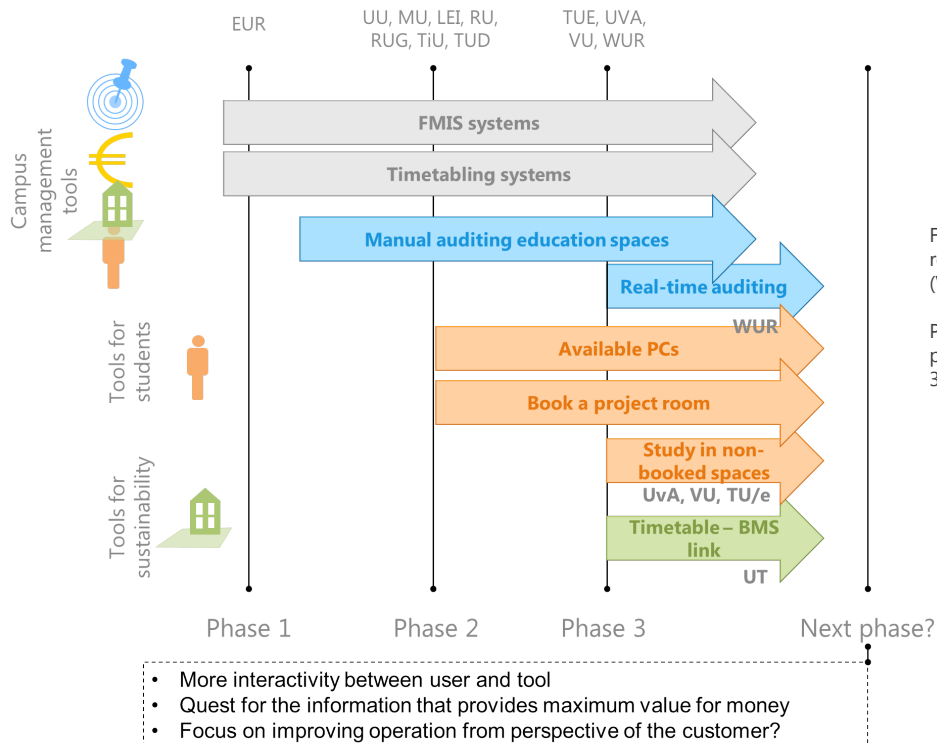 EUR
UU, MU, LEI, RU,
RUG, TiU, TUD
TUE, UVA,
VU, WUR
Campus
management
tools
FMIS systems
Timetabling systems
Manual auditing education spaces
Real-time auditing
WUR
Tools for
students
Available PCs
Book a project room
Study in non-
booked spaces
UvA, VU, TU/e
Tools for
sustainability
Timetable – BMS
link
UT
Phase 1
Phase 2
Phase 3
Next phase?
• More interactivity between user and tool
• Quest for the information that provides maximum value for money
• Focus on improving operation from perspective of the customer?